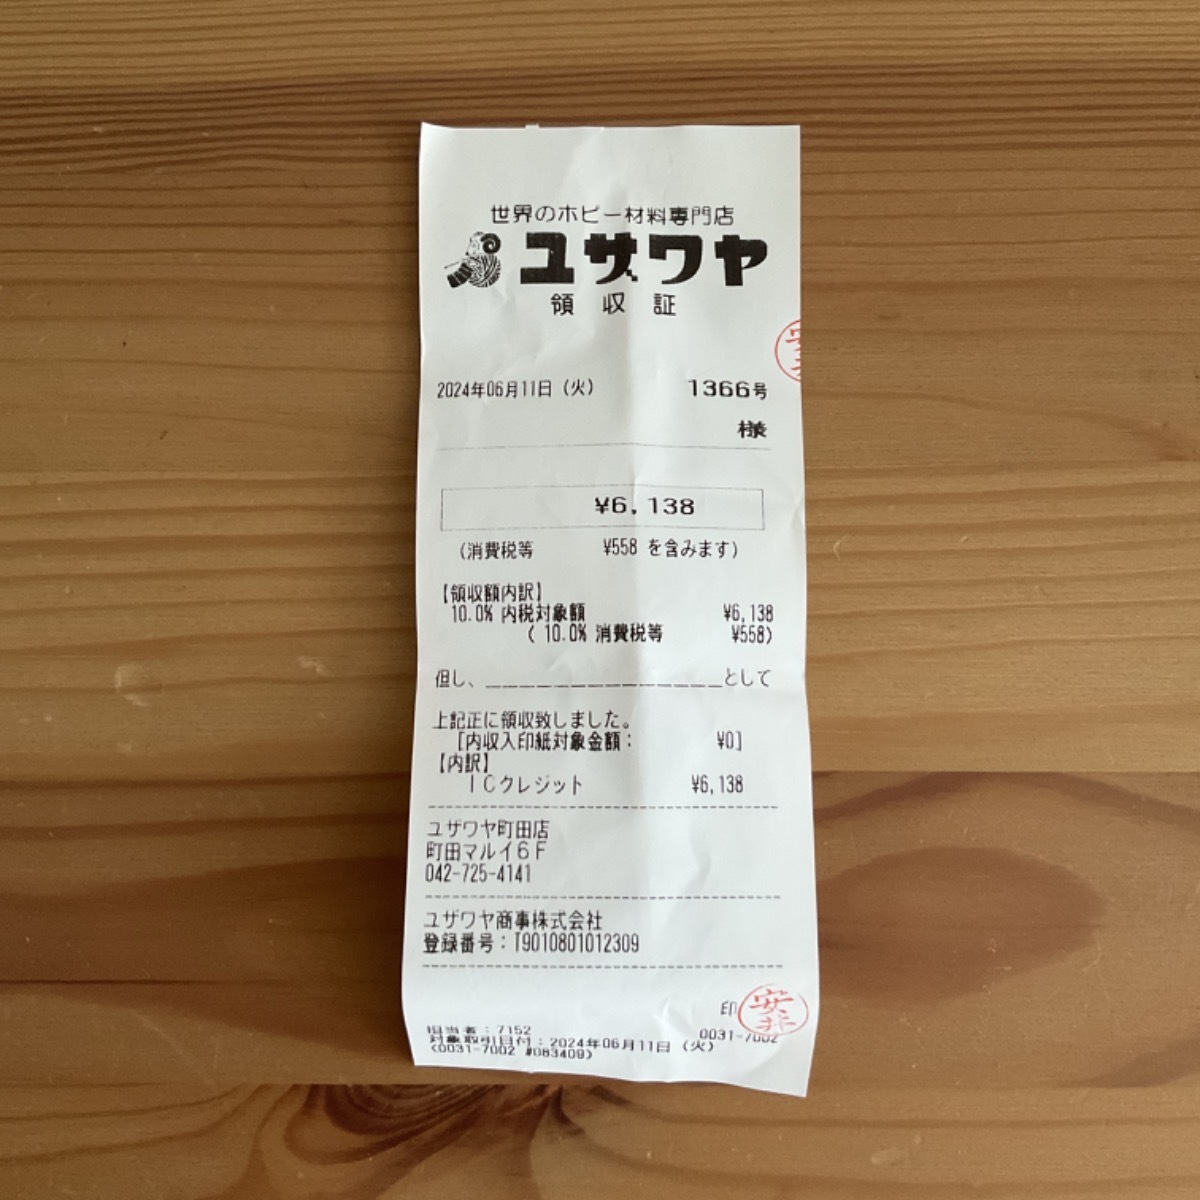 世界のホビー材料専門店
ユザワヤ
領収証
2024年06月11日（火） 1366号
様
¥6,138
（消費税等 ¥558 を含みます）
【領収額内訳】
10.0% 内税対象額 ¥6,138
( 10.0% 消費税等 ¥558)
但し、______________として
上記正に領収致しました。
[内収入印紙対象金額： ¥0]
【内訳】
ICクレジット ¥6,138
ユザワヤ町田店
町田マルイ6F
042-725-4141
ユザワヤ商事株式会社
登録番号：T9010801012309
印
担当者：7152 0031-7002
対象取引日付：2024年06月11日（火）
(0031-7002 #083409)